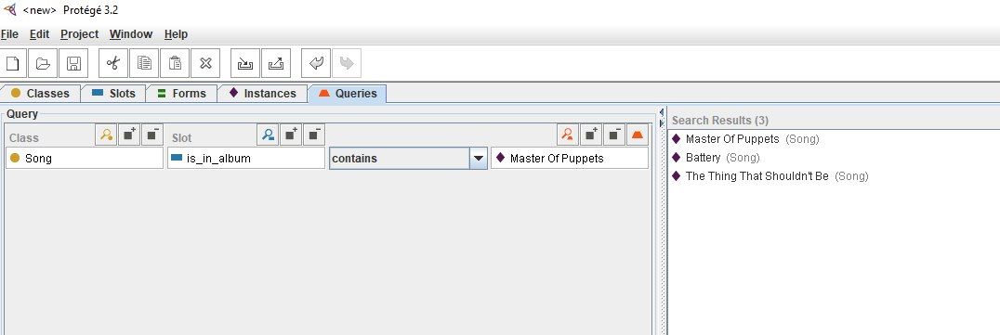 <new> Protégé 3.2
File Edit Project Window Help
Classes Slots Forms Instances Queries
Query
Class Slot
Song is_in_album contains Master Of Puppets
Search Results (3)
Master Of Puppets (Song)
Battery (Song)
The Thing That Shouldn't Be (Song)